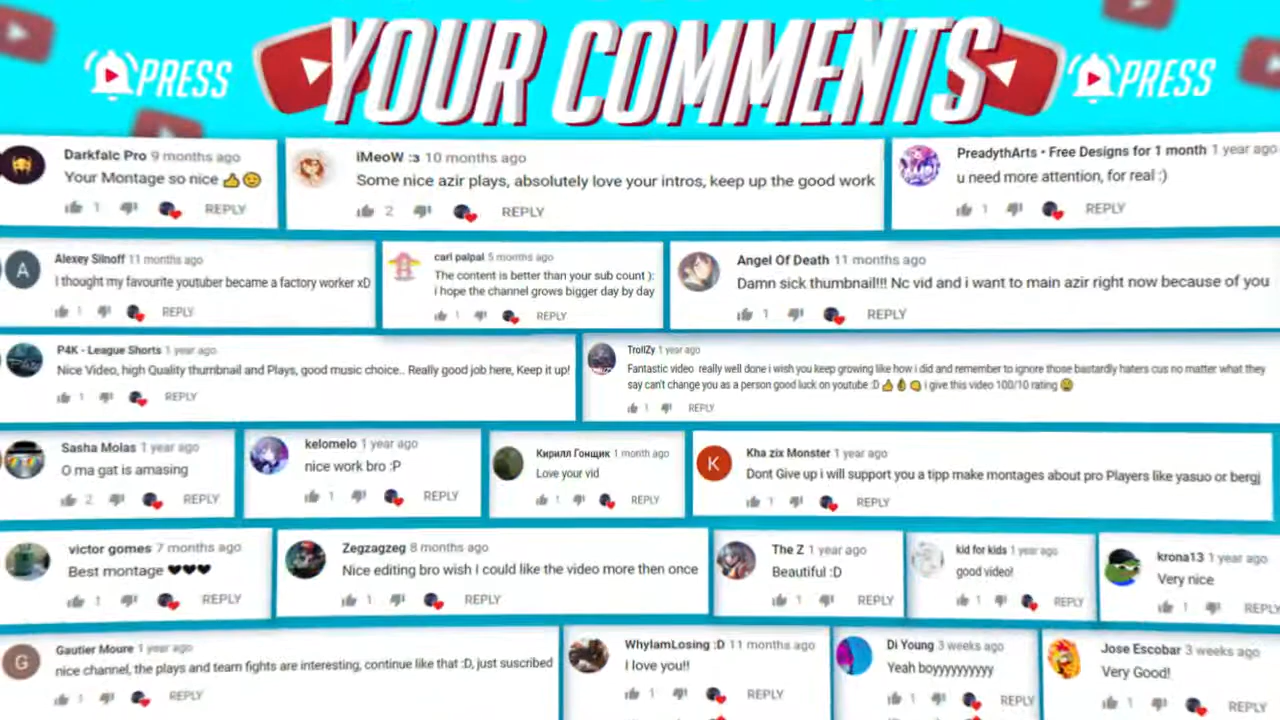 YOUR COMMENTS
PRESS
PRESS
Darkfalc Pro 9 months ago
Your Montage so nice 👍😉
1 REPLY
iMeoW :3 10 months ago
Some nice azir plays, absolutely love your intros, keep up the good work
2 REPLY
PreadythArts • Free Designs for 1 month 1 year ago
u need more attention, for real :)
1 REPLY
Alexey Silnoff 11 months ago
I thought my favourite youtuber became a factory worker xD
1 REPLY
carl palpal 5 months ago
The content is better than your sub count ):
i hope the channel grows bigger day by day
1 REPLY
Angel Of Death 11 months ago
Damn sick thumbnail!!! Nc vid and i want to main azir right now because of you
1 REPLY
P4K - League Shorts 1 year ago
Nice Video, high Quality thumbnail and Plays, good music choice.. Really good job here, Keep it up!
1 REPLY
TrollZy 1 year ago
Fantastic video really well done i wish you keep growing like how i did and remember to ignore those bastardly haters cus no matter what they
say can't change you as a person good luck on youtube :D 👍 👌 👊 i give this video 100/10 rating
1 REPLY
Sasha Molas 1 year ago
O ma gat is amasing
2 REPLY
kelomelo 1 year ago
nice work bro :P
1 REPLY
Кирилл Гонщик 1 month ago
Love your vid
1 REPLY
Kha zix Monster 1 year ago
Dont Give up i will support you a tipp make montages about pro Players like yasuo or bergj
1 REPLY
victor gomes 7 months ago
Best montage ♥♥♥
1 REPLY
Zegzagzeg 8 months ago
Nice editing bro wish I could like the video more then once
1 REPLY
The Z 1 year ago
Beautiful :D
1 REPLY
kid for kids 1 year ago
good video!
1 REPLY
krona13 1 year ago
Very nice
1 REPLY
Gautier Moure 1 year ago
nice channel, the plays and team fights are interesting, continue like that :D, just suscribed
1 REPLY
WhyIamLosing :D 11 months ago
I love you!!
1 REPLY
Di Young 3 weeks ago
Yeah boyyyyyyyyy
1 REPLY
Jose Escobar 3 weeks ago
Very Good!
1 REPLY